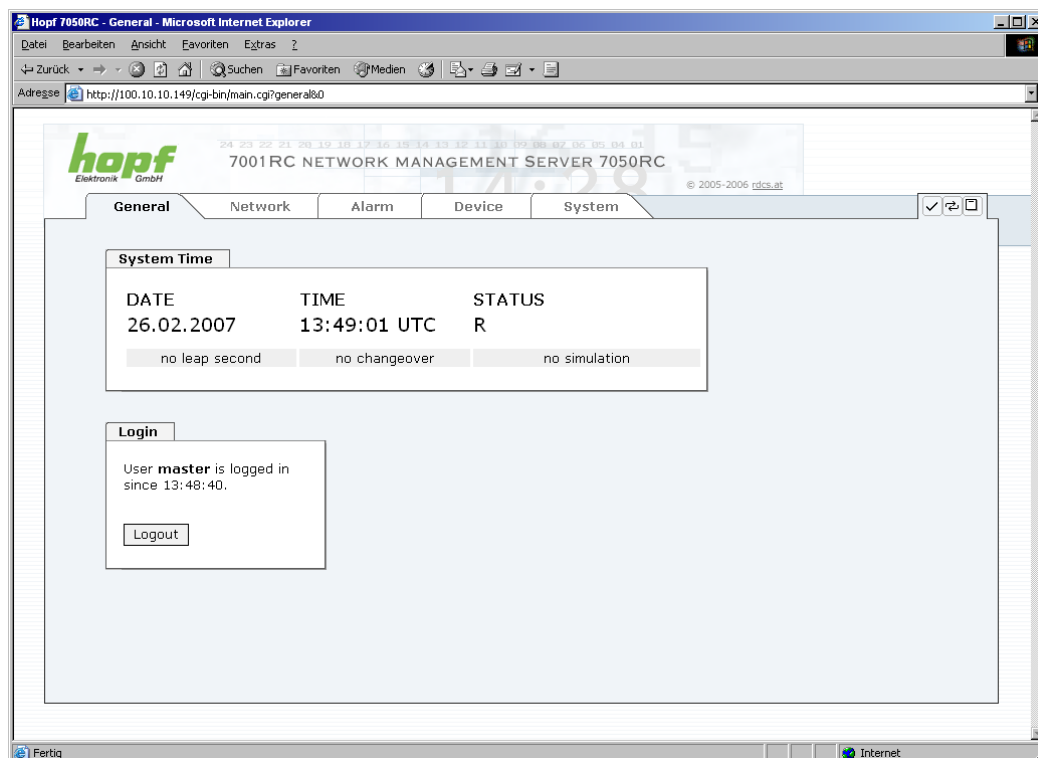 Hopf 7050RC - General - Microsoft Internet Explorer
Datei Bearbeiten Ansicht Favoriten Extras ?
Zurück Suchen Favoriten Medien
Adresse http://100.10.10.149/cgi-bin/main.cgi?general&0
24 23 22 21 20 19 18 17 16 15 14 13 12 11 10 09 08 07 06 05 04 01
hopf
Elektronik GmbH
7001RC NETWORK MANAGEMENT SERVER 7050RC
14:28
© 2005-2006 rdcs.at
General Network Alarm Device System
System Time
DATE TIME STATUS
26.02.2007 13:49:01 UTC R
no leap second no changeover no simulation
Login
User master is logged in
since 13:48:40.
Logout
Fertig Internet